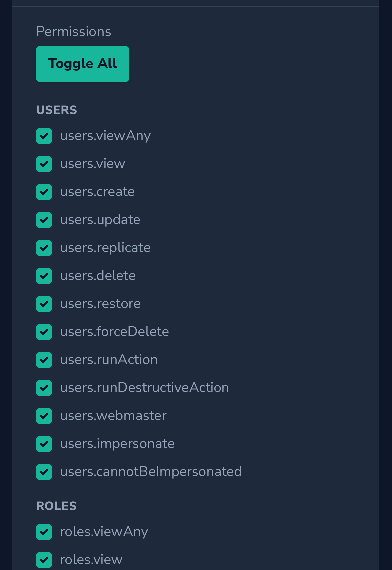 Permissions
Toggle All
USERS
users.viewAny
users.view
users.create
users.update
users.replicate
users.delete
users.restore
users.forceDelete
users.runAction
users.runDestructiveAction
users.webmaster
users.impersonate
users.cannotBeImpersonated
ROLES
roles.viewAny
roles.view